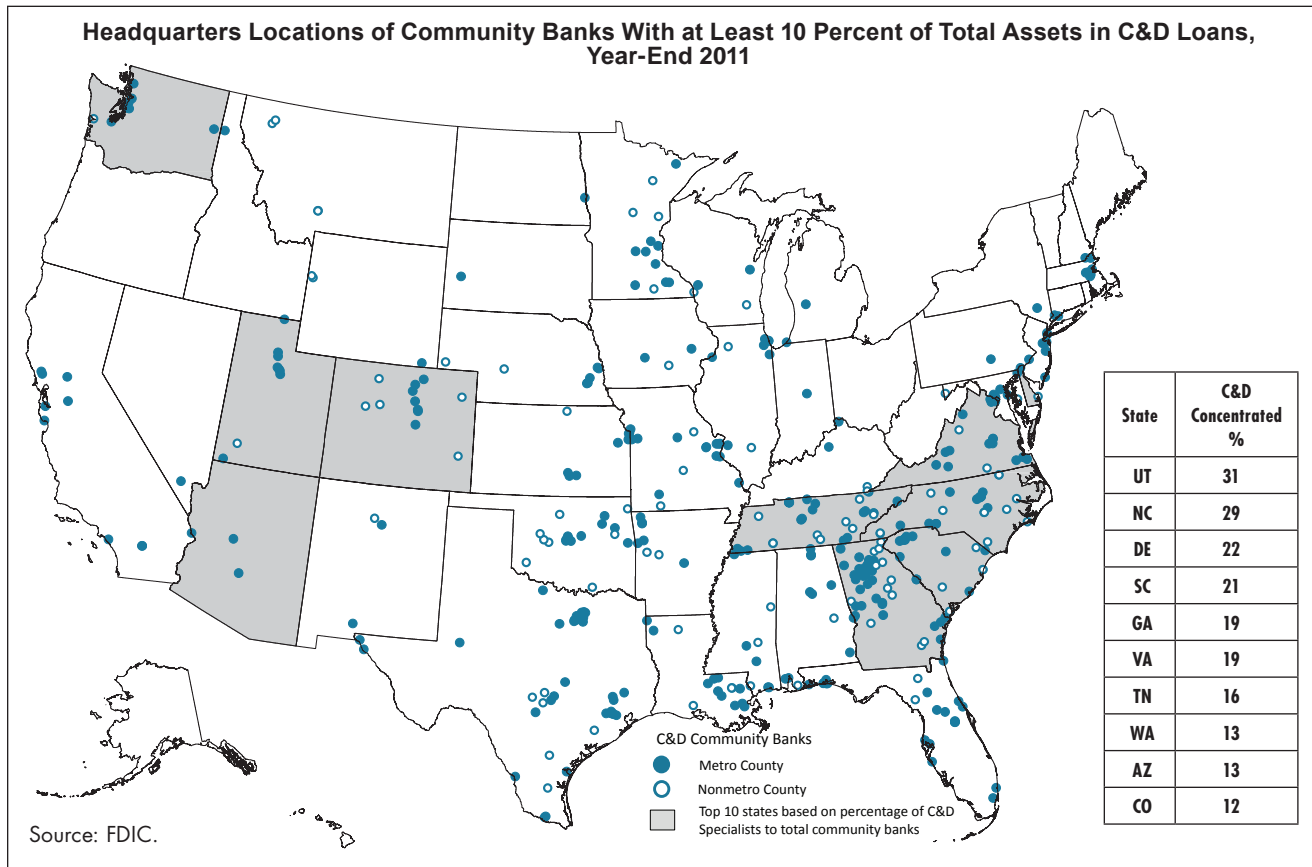 Headquarters Locations of Community Banks With at Least 10 Percent of Total Assets in C&D Loans,
Year-End 2011
State
C&D
Concentrated
%
UT 31
NC 29
DE 22
SC 21
GA 19
VA 19
TN 16
WA 13
AZ 13
CO 12
C&D Community Banks
Metro County
Nonmetro County
Top 10 states based on percentage of C&D
Specialists to total community banks
Source: FDIC.